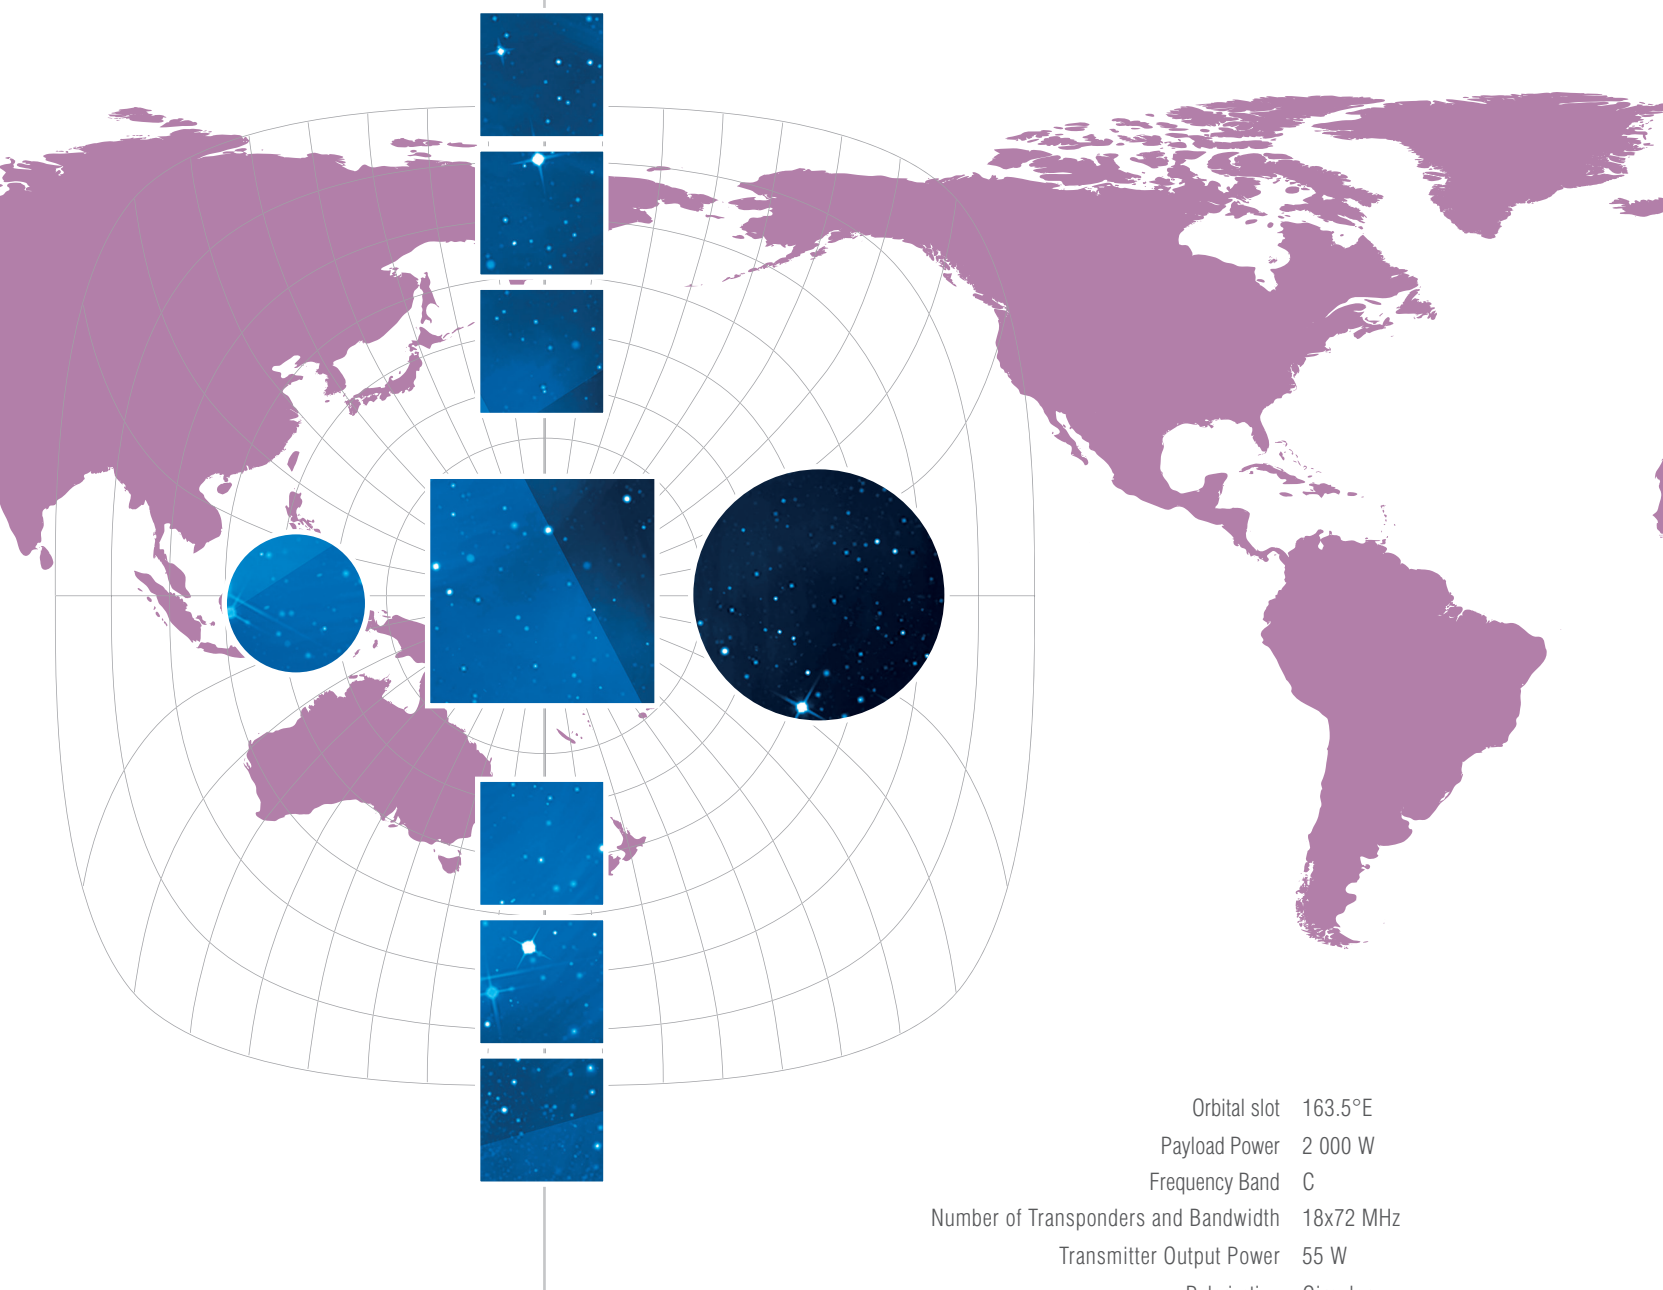 Orbital slot 163.5°E
Payload Power 2 000 W
Frequency Band C
Number of Transponders and Bandwidth 18x72 MHz
Transmitter Output Power 55 W